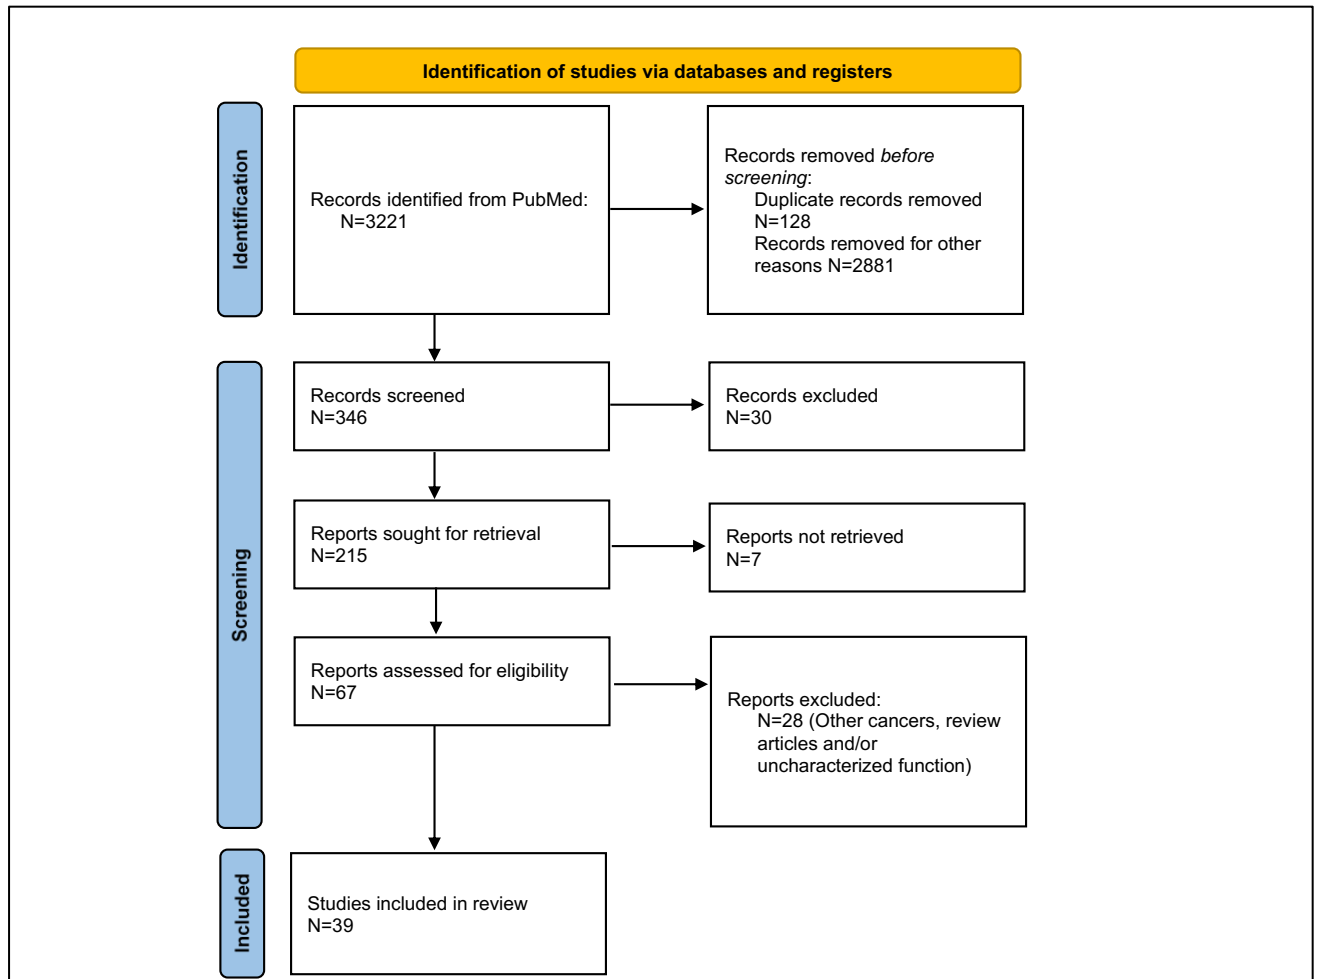 Identification of studies via databases and registers
Identification
Records identified from PubMed:
N=3221
Records removed before
screening:
Duplicate records removed
N=128
Records removed for other
reasons N=2881
Screening
Records screened
N=346
Records excluded
N=30
Reports sought for retrieval
N=215
Reports not retrieved
N=7
Reports assessed for eligibility
N=67
Reports excluded:
N=28 (Other cancers, review
articles and/or
uncharacterized function)
Included
Studies included in review
N=39